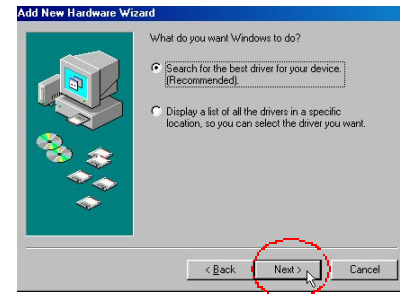 Add New Hardware Wizard
What do you want Windows to do?
Search for the best driver for your device.
(Recommended).
Display a list of all the drivers in a specific
location, so you can select the driver you want.
< Back
Next >
Cancel